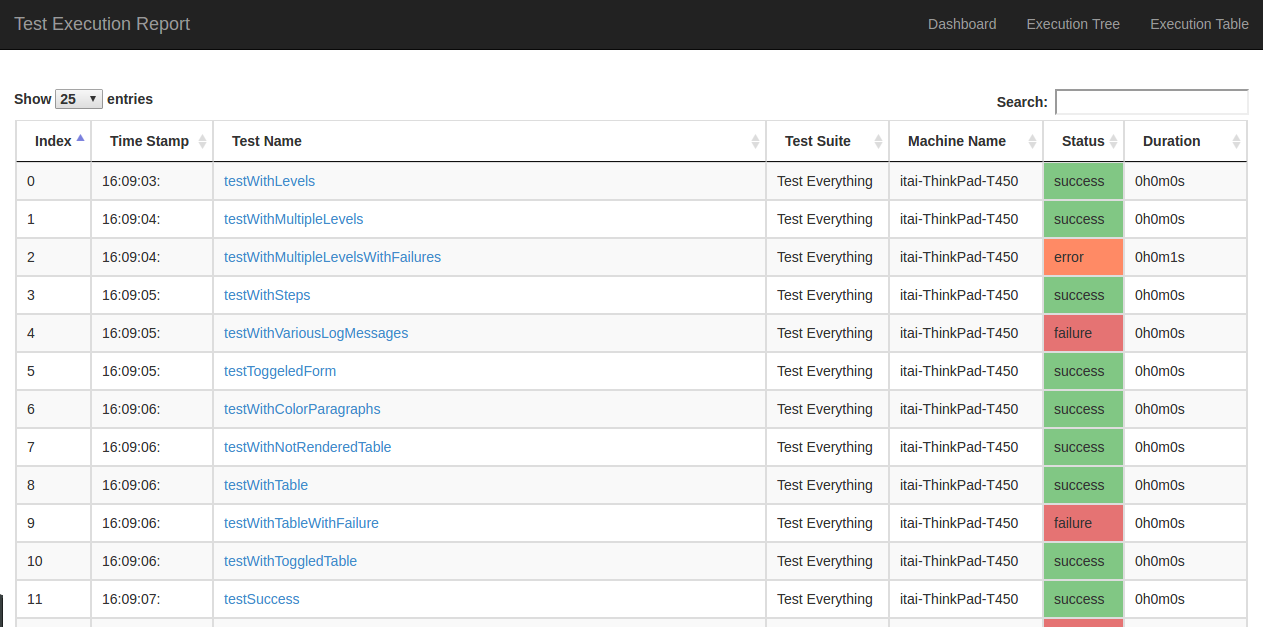 Test Execution Report Dashboard Execution Tree Execution Table
Show 25 entries Search:
Index Time Stamp Test Name Test Suite Machine Name Status Duration
0 16:09:03: testWithLevels Test Everything itai-ThinkPad-T450 success 0h0m0s
1 16:09:04: testWithMultipleLevels Test Everything itai-ThinkPad-T450 success 0h0m0s
2 16:09:04: testWithMultipleLevelsWithFailures Test Everything itai-ThinkPad-T450 error 0h0m1s
3 16:09:05: testWithSteps Test Everything itai-ThinkPad-T450 success 0h0m0s
4 16:09:05: testWithVariousLogMessages Test Everything itai-ThinkPad-T450 failure 0h0m0s
5 16:09:05: testToggeledForm Test Everything itai-ThinkPad-T450 success 0h0m0s
6 16:09:06: testWithColorParagraphs Test Everything itai-ThinkPad-T450 success 0h0m0s
7 16:09:06: testWithNotRenderedTable Test Everything itai-ThinkPad-T450 success 0h0m0s
8 16:09:06: testWithTable Test Everything itai-ThinkPad-T450 success 0h0m0s
9 16:09:06: testWithTableWithFailure Test Everything itai-ThinkPad-T450 failure 0h0m0s
10 16:09:06: testWithToggledTable Test Everything itai-ThinkPad-T450 success 0h0m0s
11 16:09:07: testSuccess Test Everything itai-ThinkPad-T450 success 0h0m0s